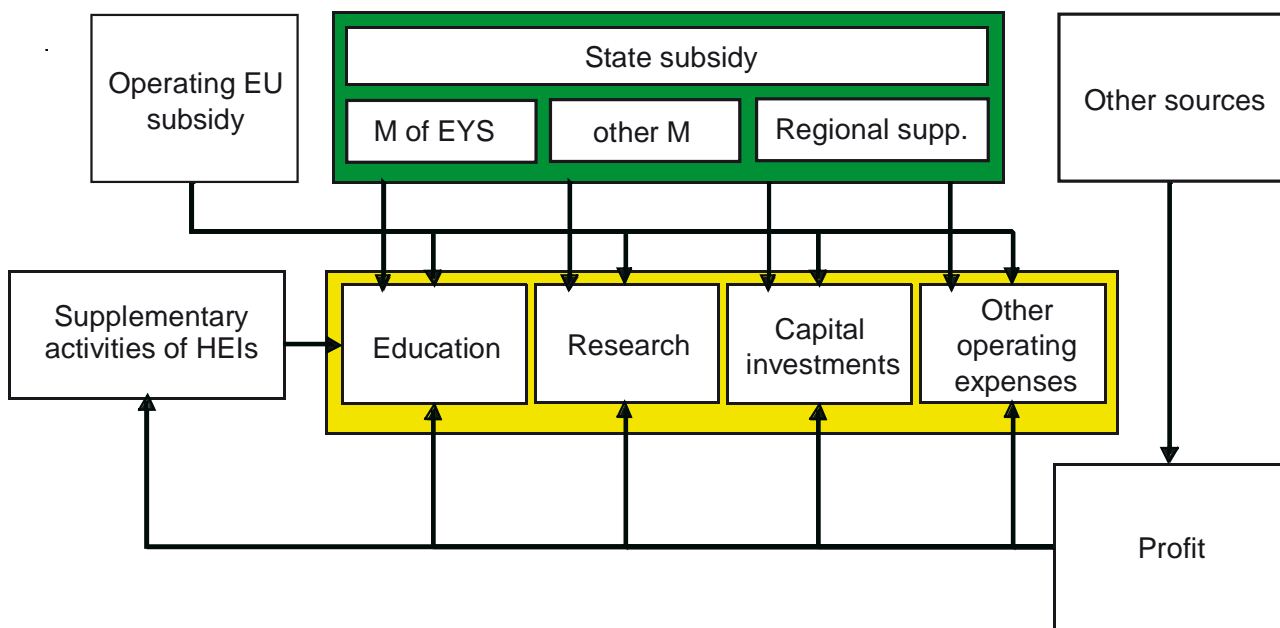 Operating EU
subsidy
State subsidy
M of EYS
other M
Regional supp.
Other sources
Supplementary
activities of HEIs
Education
Research
Capital
investments
Other
operating
expenses
Profit